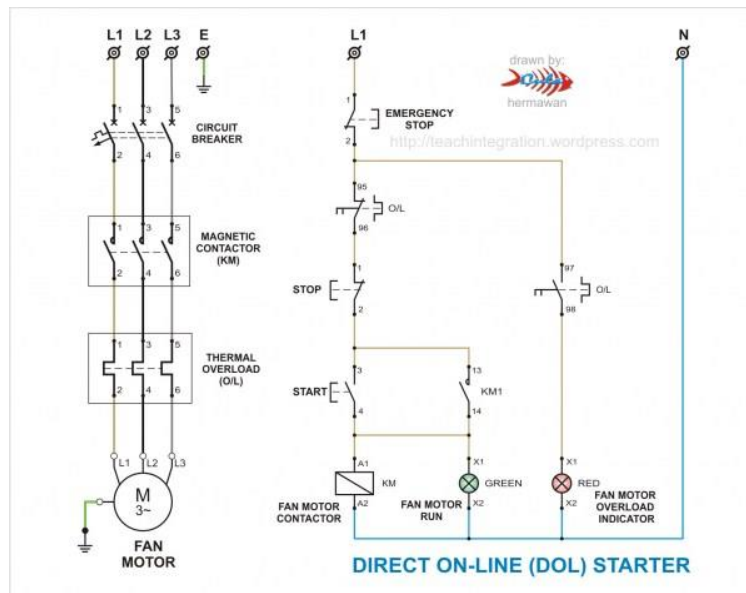 L1 L2 L3 E
1 3 5
CIRCUIT
BREAKER
2 4 6
MAGNETIC
CONTACTOR
(KM)
1 3 5
2 4 6
THERMAL
OVERLOAD
(O/L)
1 3 5
2 4 6
L1 L2 L3
M
3~
FAN
MOTOR
L1 N
drawn by:
hermawan
http://teachintegration.wordpress.com
1
EMERGENCY
STOP
2
95
O/L
96
1
STOP
2
97
O/L
98
3
START
4
13
KM1
14
A1
KM
A2
FAN MOTOR
CONTACTOR
X1
GREEN
X2
FAN MOTOR
RUN
X1
RED
X2
FAN MOTOR
OVERLOAD
INDICATOR
DIRECT ON-LINE (DOL) STARTER